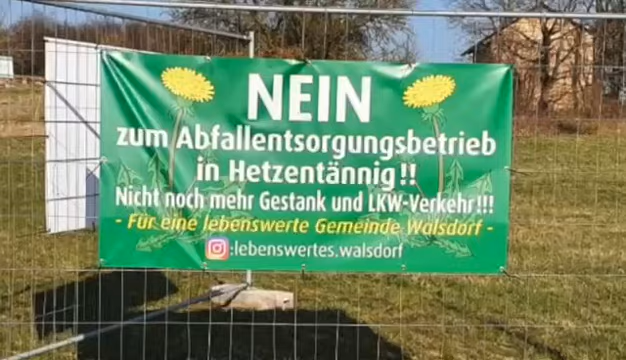 NEIN
zum Abfallentsorgungsbetrieb
in Hetzentännig!!
Nicht noch mehr Gestank und LKW-Verkehr!!!
- Für eine lebenswerte Gemeinde Walsdorf -
:lebenswertes.walsdorf